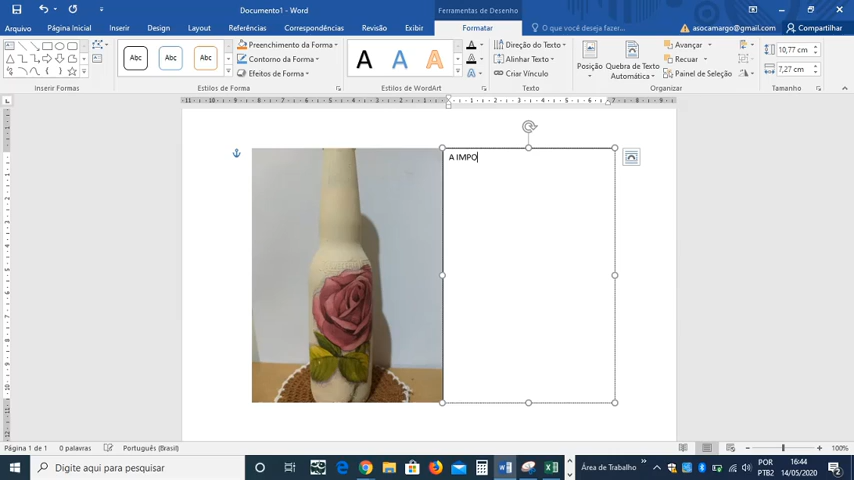 Documento1 - Word
Ferramentas de Desenho
Arquivo
Página Inicial
Inserir
Design
Layout
Referências
Correspondências
Revisão
Exibir
Formatar
O que você deseja fazer...
asocamargo@gmail.com
Compartilhar
Abc
Abc
Abc
Preenchimento da Forma
Contorno da Forma
Efeitos de Forma
A
A
A
A
A
A
Direção do Texto
Alinhar Texto
Criar Vínculo
Posição
Quebra de Texto
Automática
Avançar
Recuar
Painel de Seleção
10,77 cm
7,27 cm
Inserir Formas
Estilos de Forma
Estilos de WordArt
Texto
Organizar
Tamanho
A IMPO
Página 1 de 1
0 palavras
Português (Brasil)
100%
Digite aqui para pesquisar
Área de Trabalho
POR
PTB2
16:44
14/05/2020